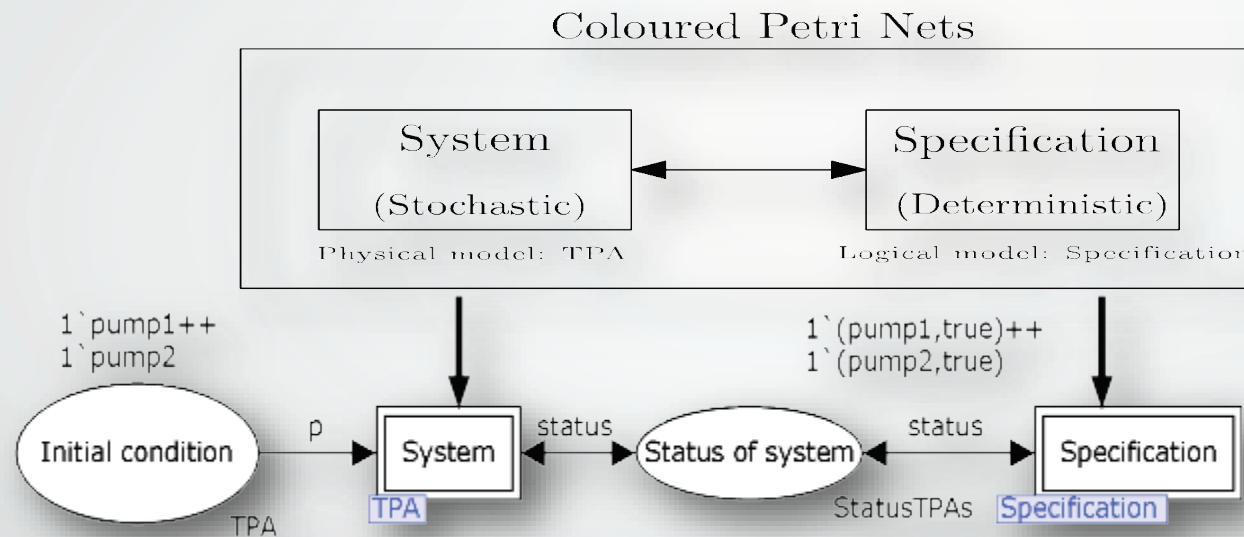 Coloured Petri Nets
System
(Stochastic)
Physical model: TPA
Specification
(Deterministic)
Logical model: Specification
1`pump1++
1`pump2
1`(pump1,true)++
1`(pump2,true)
Initial condition
TPA
p
System
TPA
status
Status of system
StatusTPAs
status
Specification
Specification